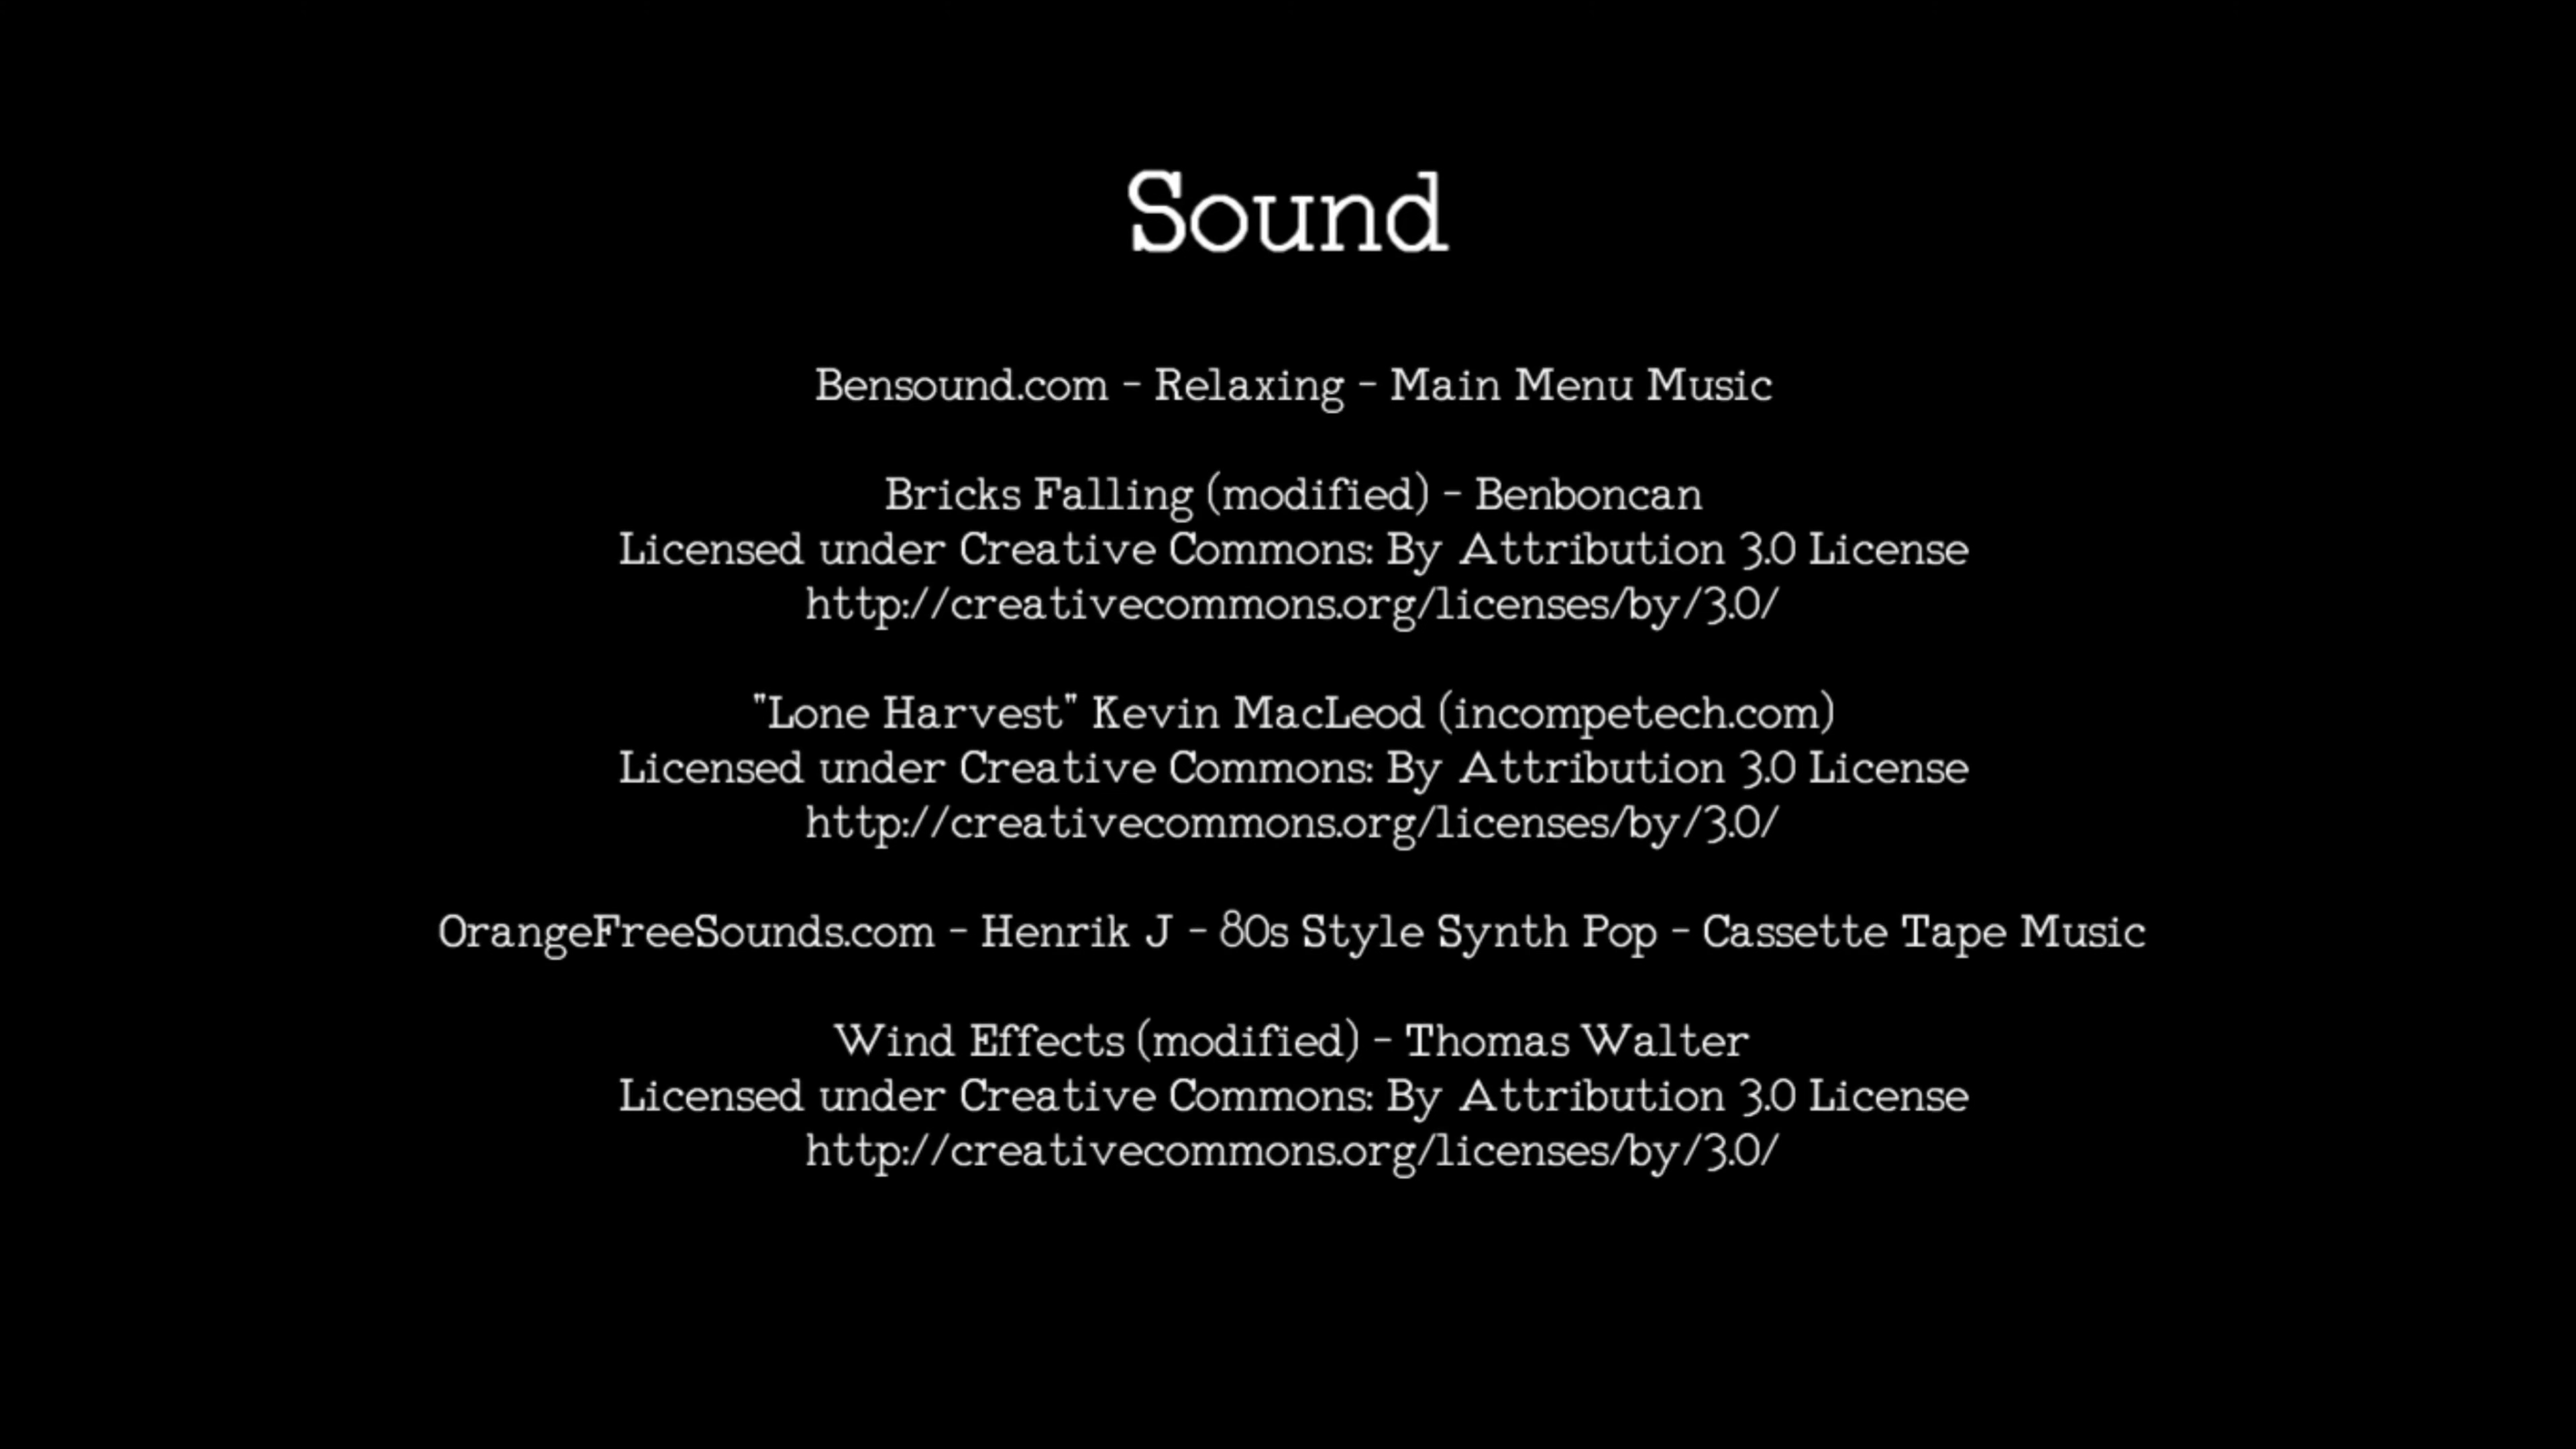 Sound
Bensound.com - Relaxing - Main Menu Music
Bricks Falling (modified) - Benboncan
Licensed under Creative Commons: By Attribution 3.0 License
http://creativecommons.org/licenses/by/3.0/
"Lone Harvest" Kevin MacLeod (incompetech.com)
Licensed under Creative Commons: By Attribution 3.0 License
http://creativecommons.org/licenses/by/3.0/
OrangeFreeSounds.com - Henrik J - 80s Style Synth Pop - Cassette Tape Music
Wind Effects (modified) - Thomas Walter
Licensed under Creative Commons: By Attribution 3.0 License
http://creativecommons.org/licenses/by/3.0/